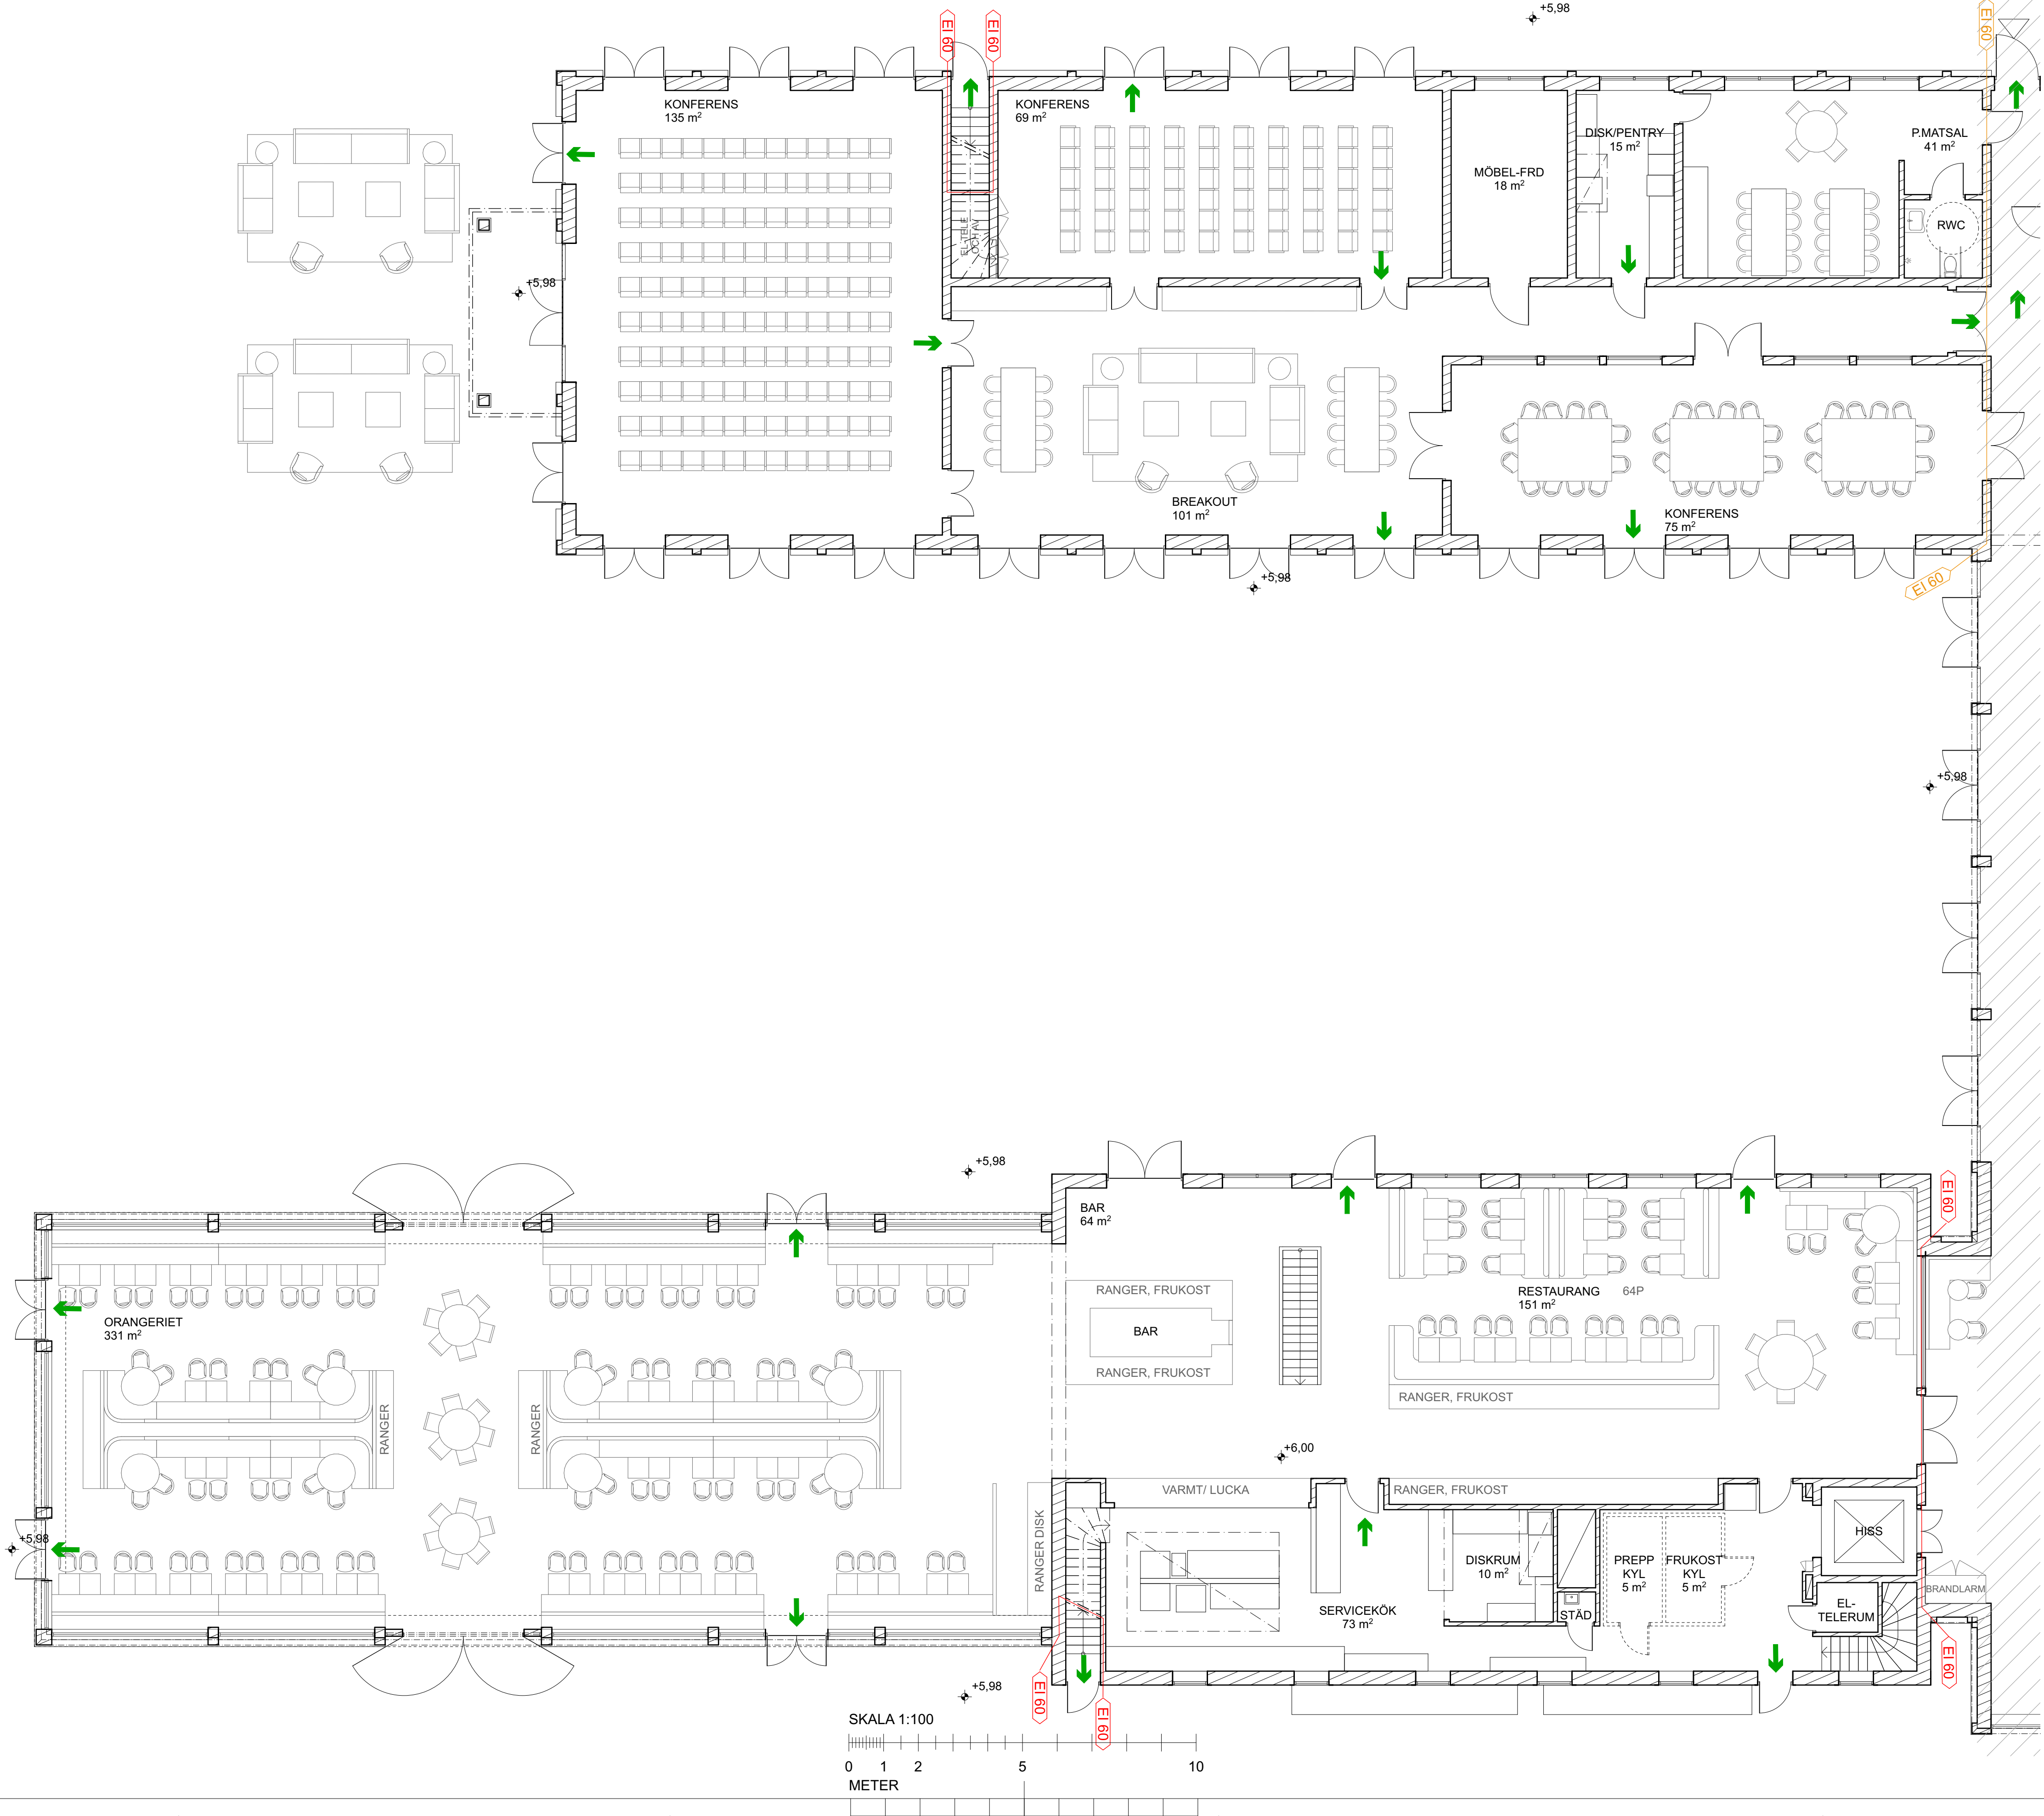 +5,98
EI 60
EI 60
EI 60
KONFERENS
135 m²
KONFERENS
69 m²
EL-TELE
OCH AV
MÖBEL-FRD
18 m²
DISK/PENTRY
15 m²
P.MATSAL
41 m²
RWC
+5,98
BREAKOUT
101 m²
KONFERENS
75 m²
+5,98
EI 60
+5,98
+5,98
ORANGERIET
331 m²
RANGER
RANGER
+5,98
RANGER DISK
BAR
64 m²
RANGER, FRUKOST
BAR
RANGER, FRUKOST
RESTAURANG 64P
151 m²
RANGER, FRUKOST
EI 60
+6,00
VARMT/ LUCKA
RANGER, FRUKOST
HISS
DISKRUM
10 m²
PREPP
KYL
5 m²
FRUKOST
KYL
5 m²
STÄD
SERVICEKÖK
73 m²
EL-
TELERUM
BRANDLARM
EI 60
EI 60
EI 60
+5,98
SKALA 1:100
0 1 2 5 10
METER